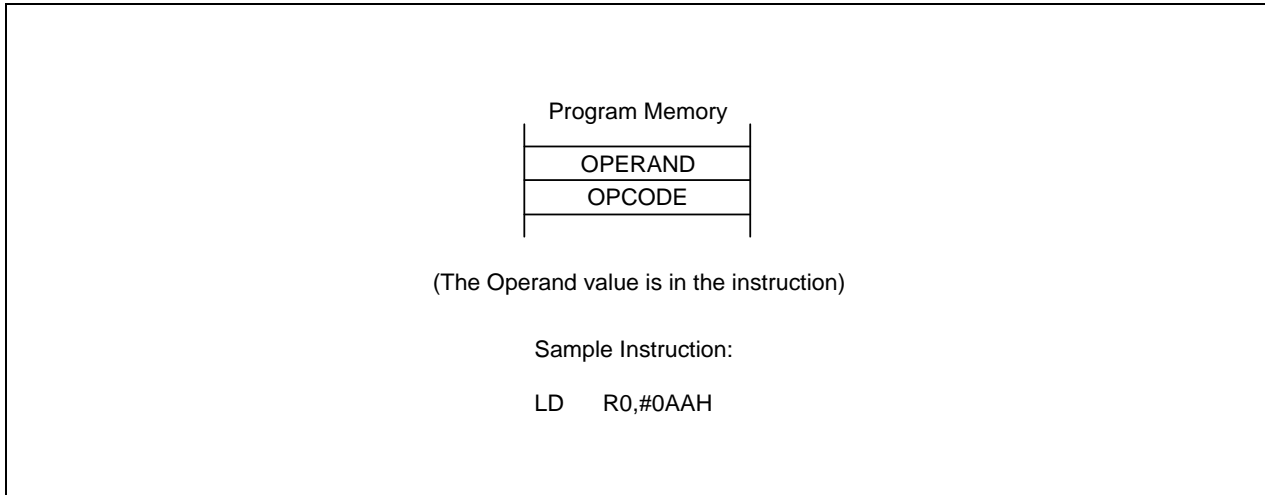 Program Memory
OPERAND
OPCODE
(The Operand value is in the instruction)
Sample Instruction:
LD R0,#0AAH